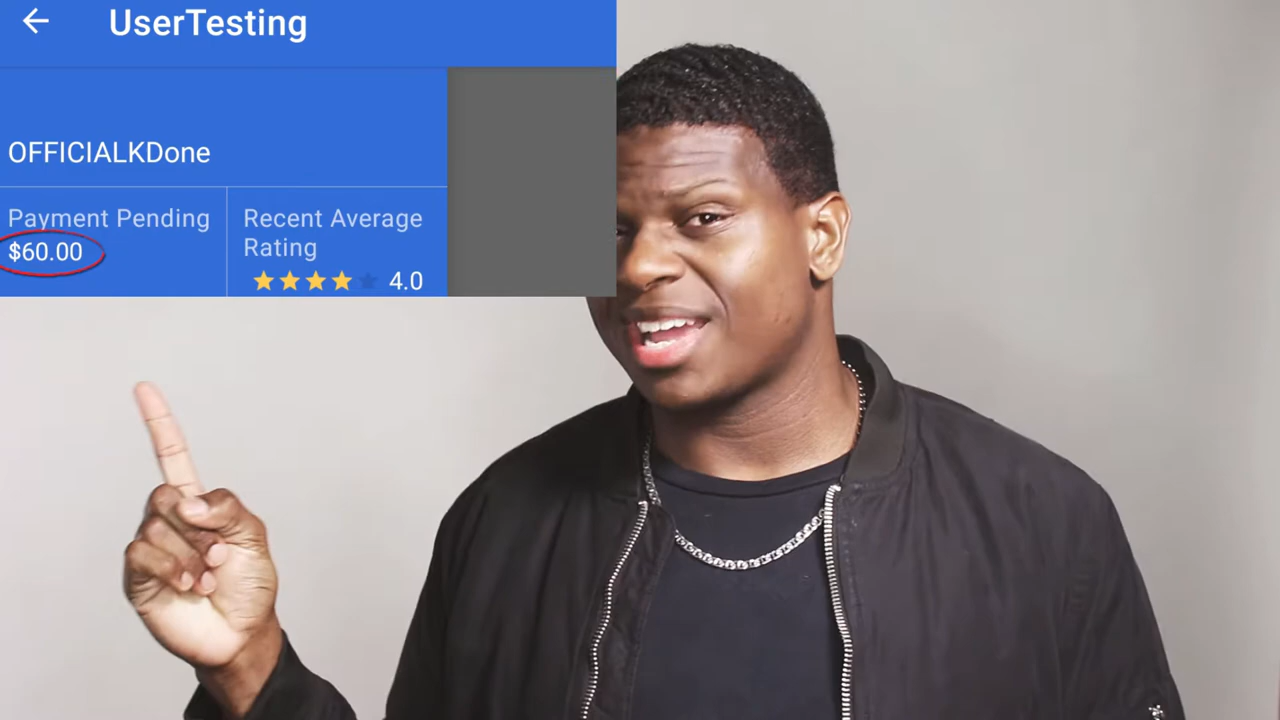 UserTesting
OFFICIALKDone
Payment Pending
$60.00
Recent Average
Rating
4.0